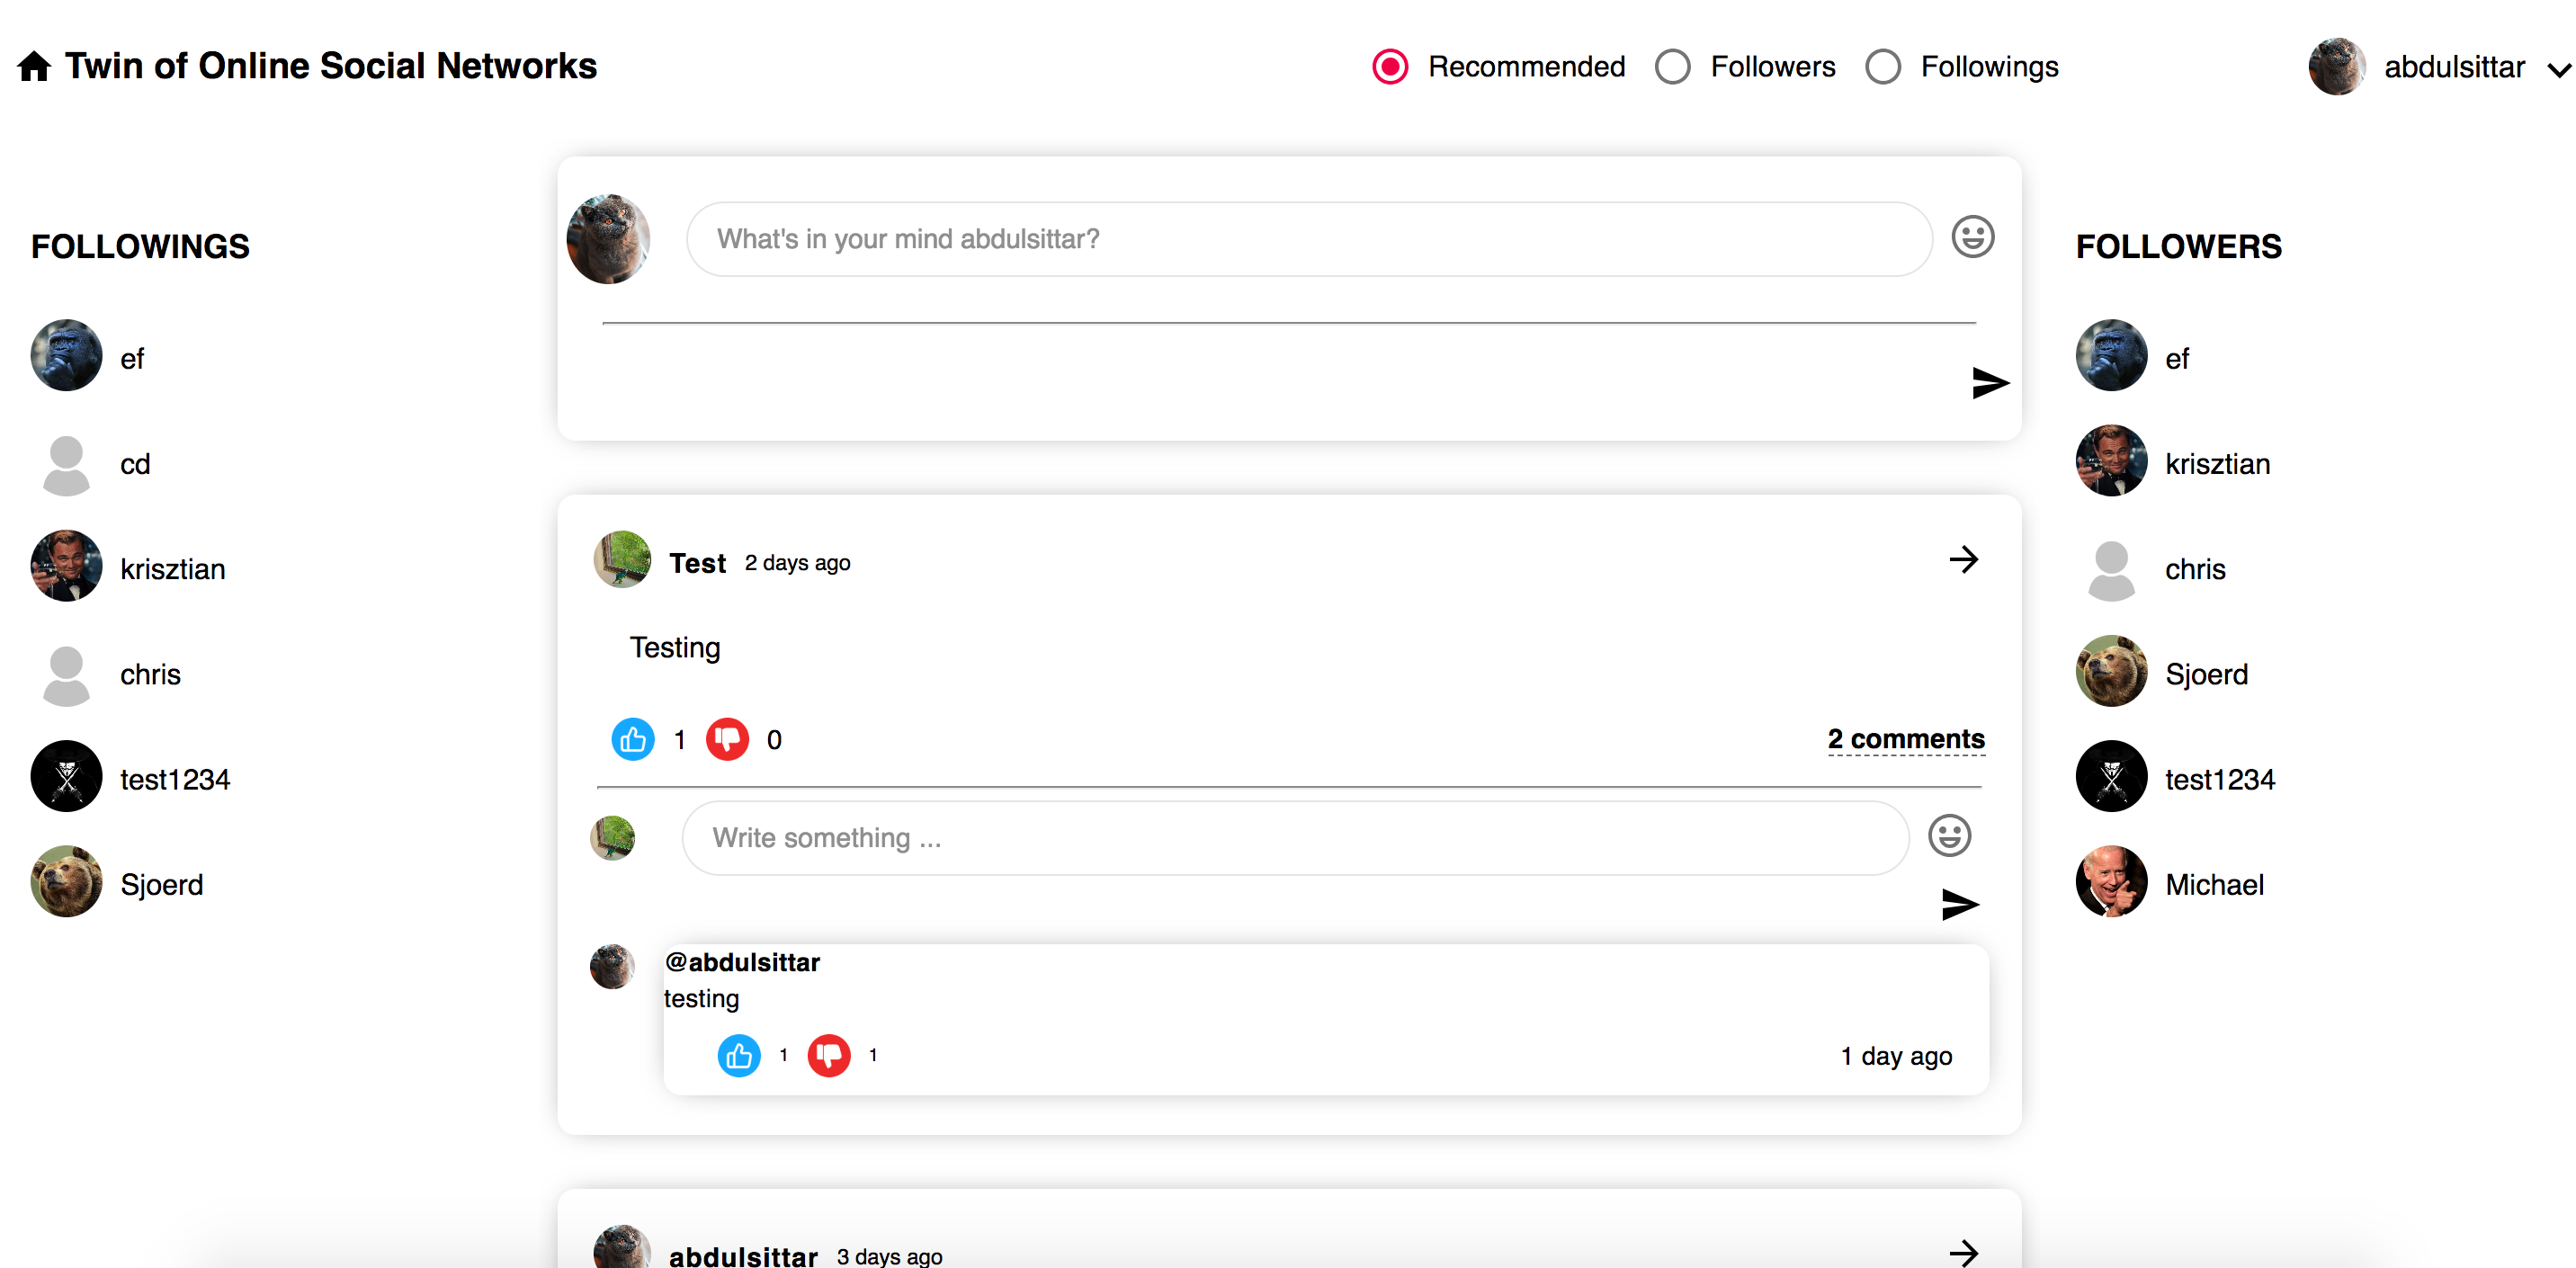 Twin of Online Social Networks
Recommended Followers Followings
abdulsittar
FOLLOWINGS
ef
cd
krisztian
chris
test1234
Sjoerd
What's in your mind abdulsittar?
Test 2 days ago
Testing
1 0
2 comments
Write something ...
@abdulsittar
testing
1 1
1 day ago
abdulsittar 3 days ago
FOLLOWERS
ef
krisztian
chris
Sjoerd
test1234
Michael